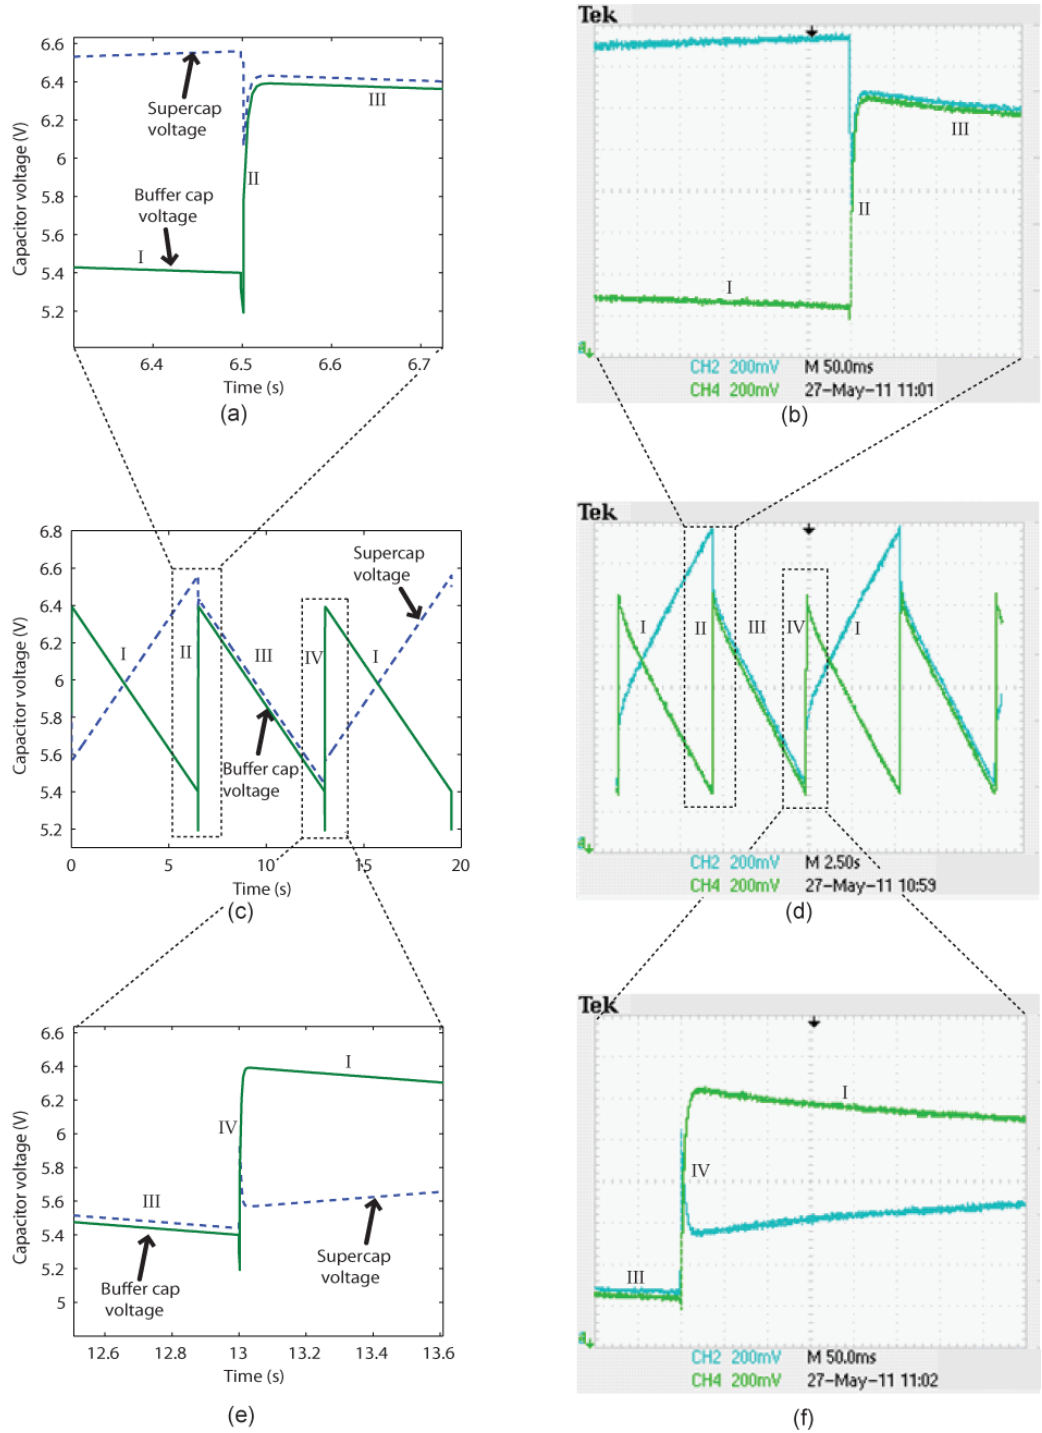 6.6
6.4
6.2
6
5.8
5.6
5.4
5.2
Capacitor voltage (V)
Supercap
voltage
Buffer cap
voltage
I
II
III
6.4
6.5
6.6
6.7
Time (s)
(a)
Tek
I
II
III
CH2 200mV M 50.0ms
CH4 200mV 27-May-11 11:01
(b)
6.8
6.6
6.4
6.2
6
5.8
5.6
5.4
5.2
Capacitor voltage (V)
Supercap
voltage
I
II
III
IV
I
Buffer cap
voltage
0
5
10
15
20
Time (s)
(c)
Tek
I
II
III
IV
I
CH2 200mV M 2.50s
CH4 200mV 27-May-11 10:59
(d)
6.6
6.4
6.2
6
5.8
5.6
5.4
5.2
5
Capacitor voltage (V)
I
IV
III
Buffer cap
voltage
Supercap
voltage
12.6
12.8
13
13.2
13.4
13.6
Time (s)
(e)
Tek
I
IV
III
CH2 200mV M 50.0ms
CH4 200mV 27-May-11 11:02
(f)